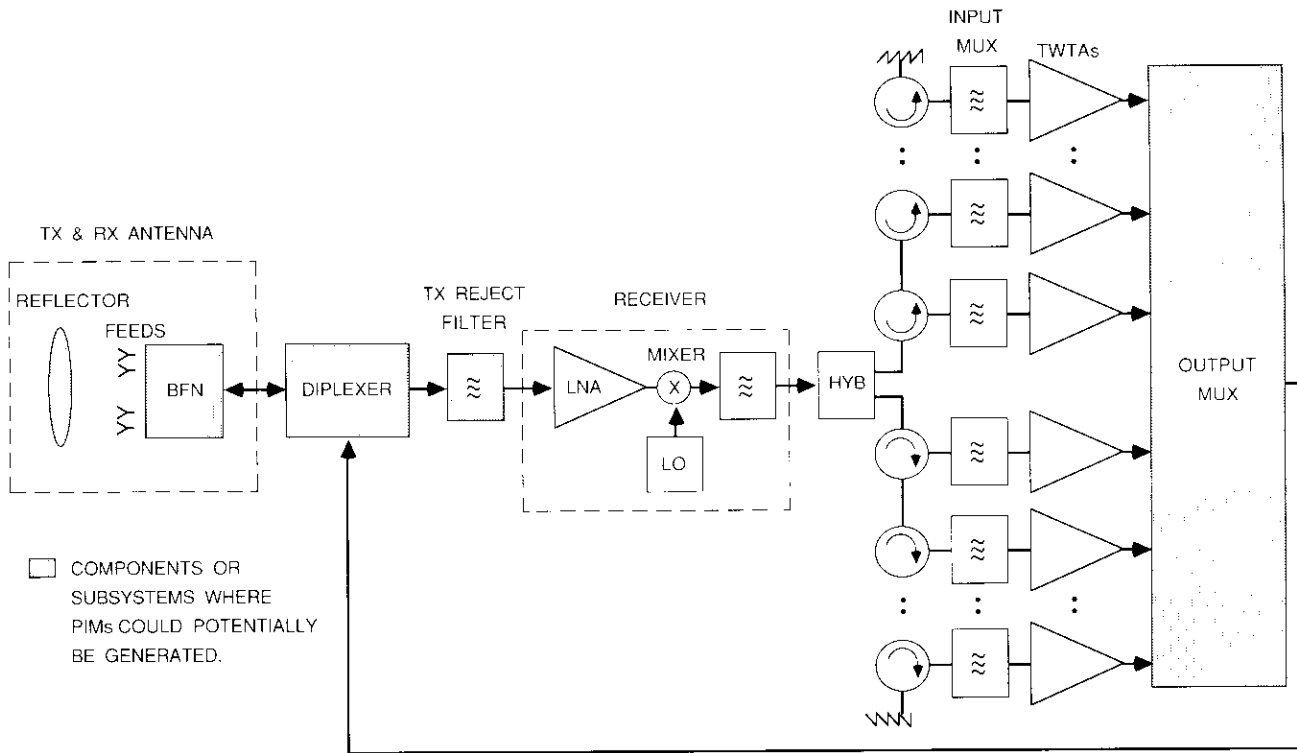 INPUT
MUX
TWTAs
TX & RX ANTENNA
REFLECTOR
FEEDS
BFN
DIPLEXER
TX REJECT
FILTER
RECEIVER
LNA
MIXER
X
LO
HYB
OUTPUT
MUX
COMPONENTS OR
SUBSYSTEMS WHERE
PIMs COULD POTENTIALLY
BE GENERATED.